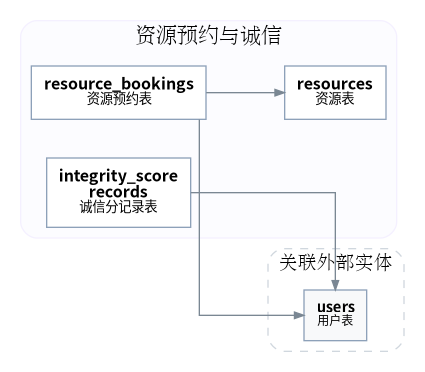 资源预约与诚信
resource_bookings
资源预约表
resources
资源表
integrity_score
records
诚信分记录表
关联外部实体
users
用户表